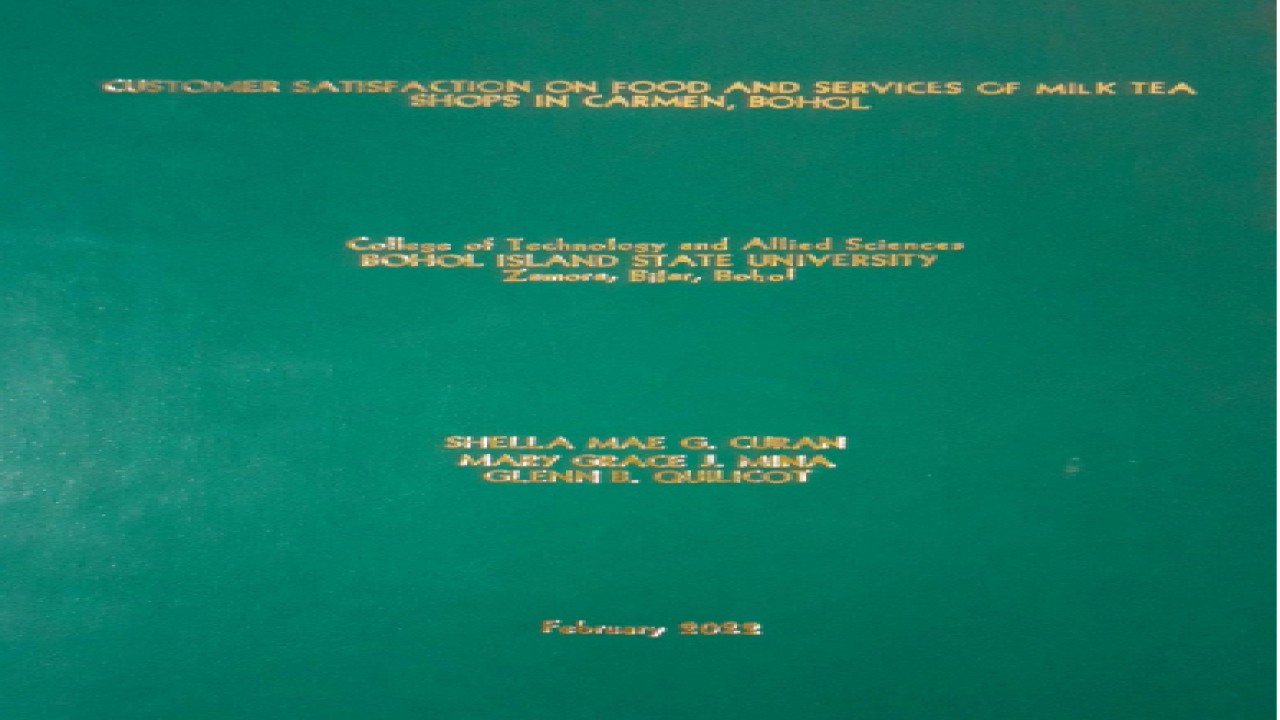 CUSTOMER SATISFACTION ON FOOD AND SERVICES OF MILK TEA
SHOPS IN CARMEN, BOHOL
College of Technology and Allied Sciences
BOHOL ISLAND STATE UNIVERSITY
Zamora, Bilar, Bohol
SHELLA MAE G. CURAN
MARY GRACE J. MINA
GLENN B. QUILICOT
February 2022